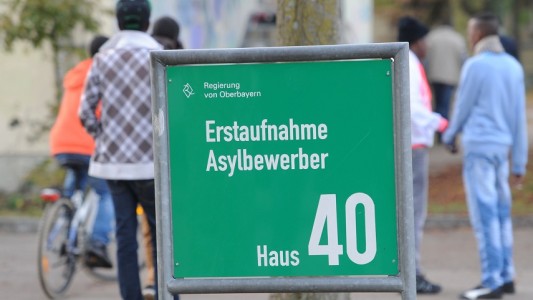 Regierung
von Oberbayern
Erstaufnahme
Asylbewerber
Haus 40